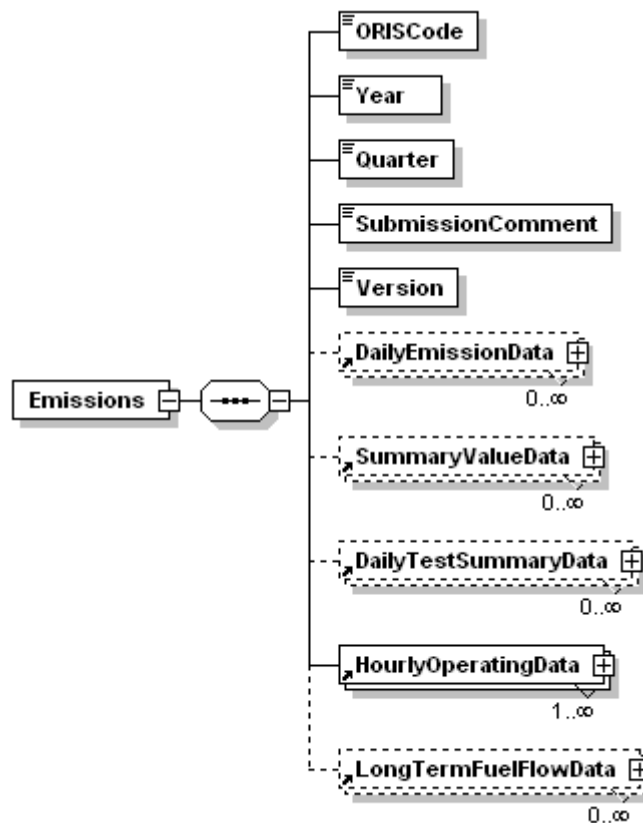 ORISCode
Year
Quarter
SubmissionComment
Version
DailyEmissionData
0..∞
Emissions
SummaryValueData
0..∞
DailyTestSummaryData
0..∞
HourlyOperatingData
1..∞
LongTermFuelFlowData
0..∞